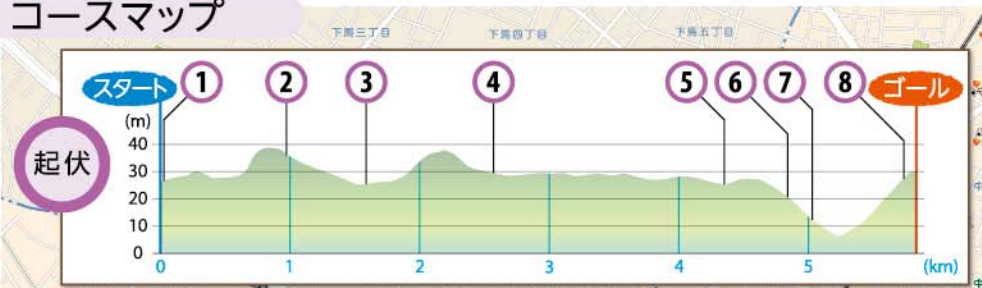 コースマップ
下馬三丁目
下馬四丁目
下馬五丁目
スタート 1 2 3 4 5 6 7 8 ゴール
起伏
(m)
40
30
20
10
0
0 1 2 3 4 5 (km)
中
中